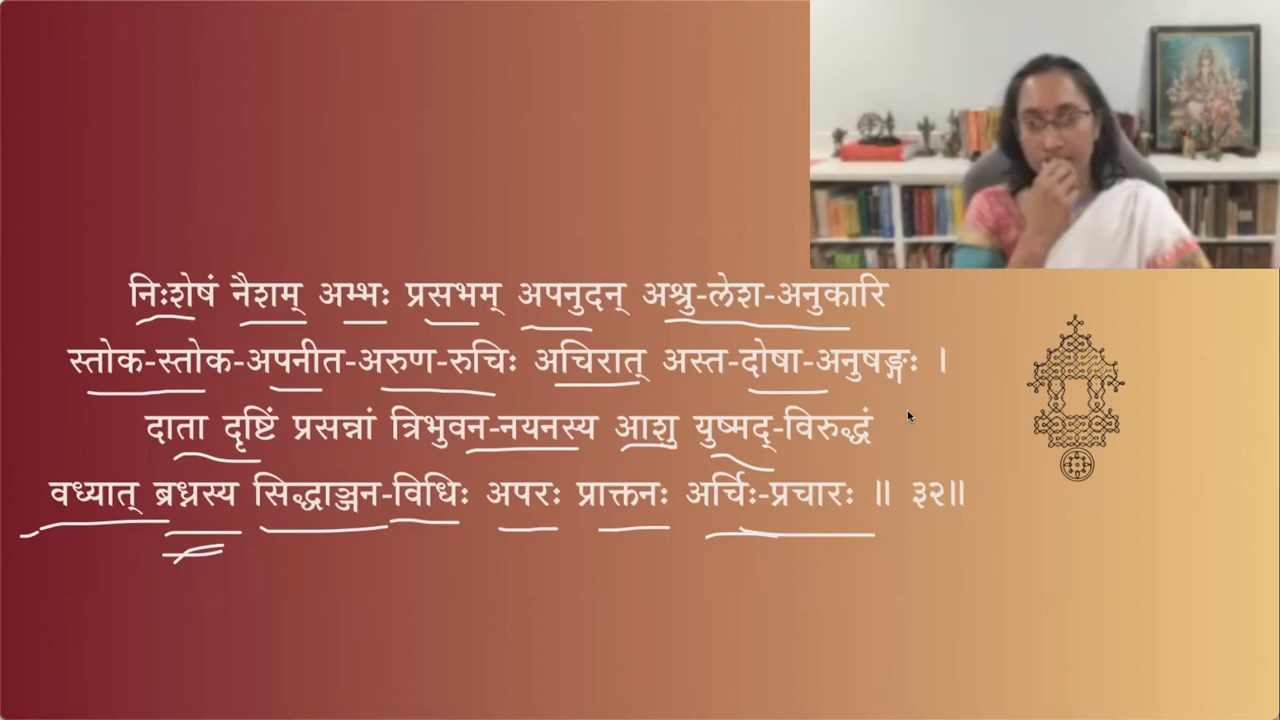 निःशेषं नैशम् अम्भः प्रसभम् अपनुदन् अश्रु-लेश-अनुकारि
स्तोक-स्तोक-अपनीत-अरुण-रुचिः अचिरात् अस्त-दोषा-अनुषङ्गः ।
दाता दृष्टिं प्रसन्नां त्रिभुवन-नयनस्य आशु युष्मद्-विरुद्धं
वध्यात् ब्रध्नस्य सिद्धाञ्जन-विधिः अपरः प्राक्तनः अर्चिः-प्रचारः ॥ ३२॥